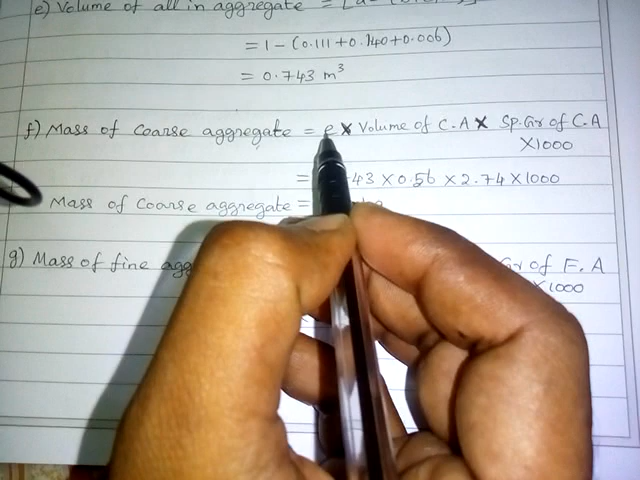 e) Volume of all in aggregate = [a-
= 1 - (0.111+0.140+0.006)
= 0.743 m³
f) Mass of Coarse aggregate = e × Volume of C.A × Sp.Gr of C.A
×1000
= 43 × 0.56 × 2.74 × 1000
Mass of Coarse aggregate =
g) Mass of fine agg Gr of F.A
×1000